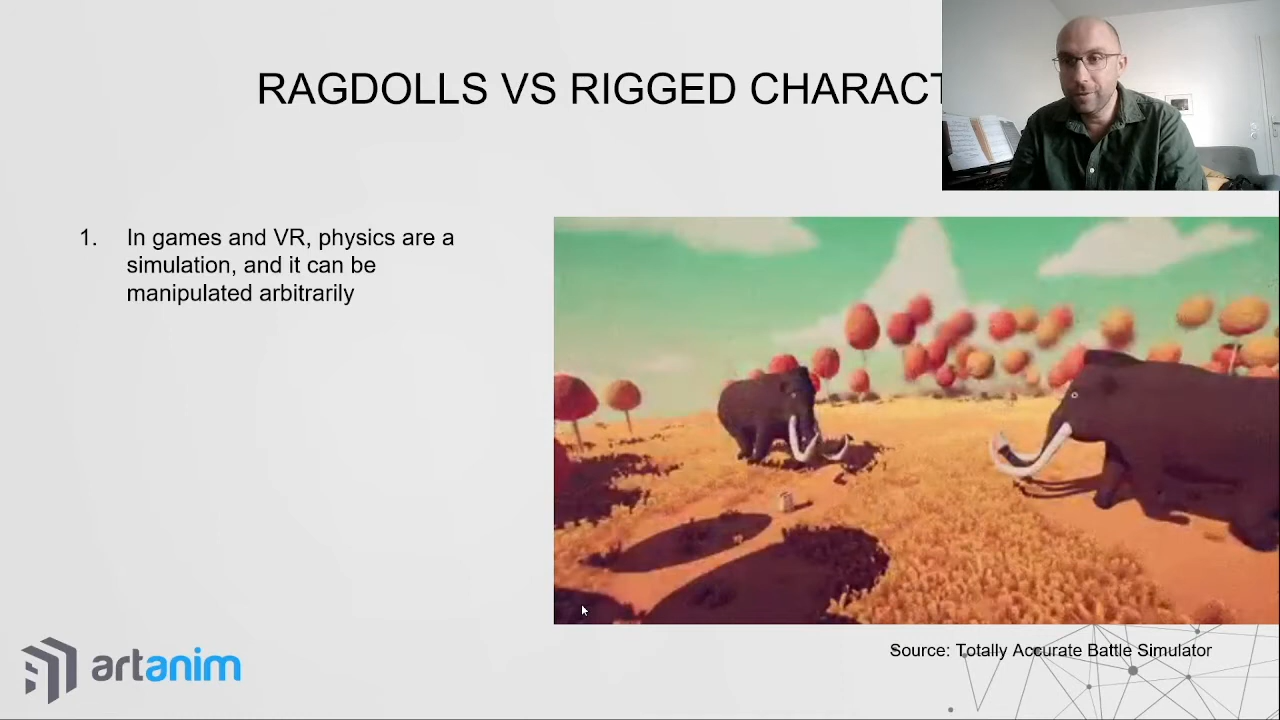 RAGDOLLS VS RIGGED CHARACT
1. In games and VR, physics are a
simulation, and it can be
manipulated arbitrarily
Source: Totally Accurate Battle Simulator
artanim